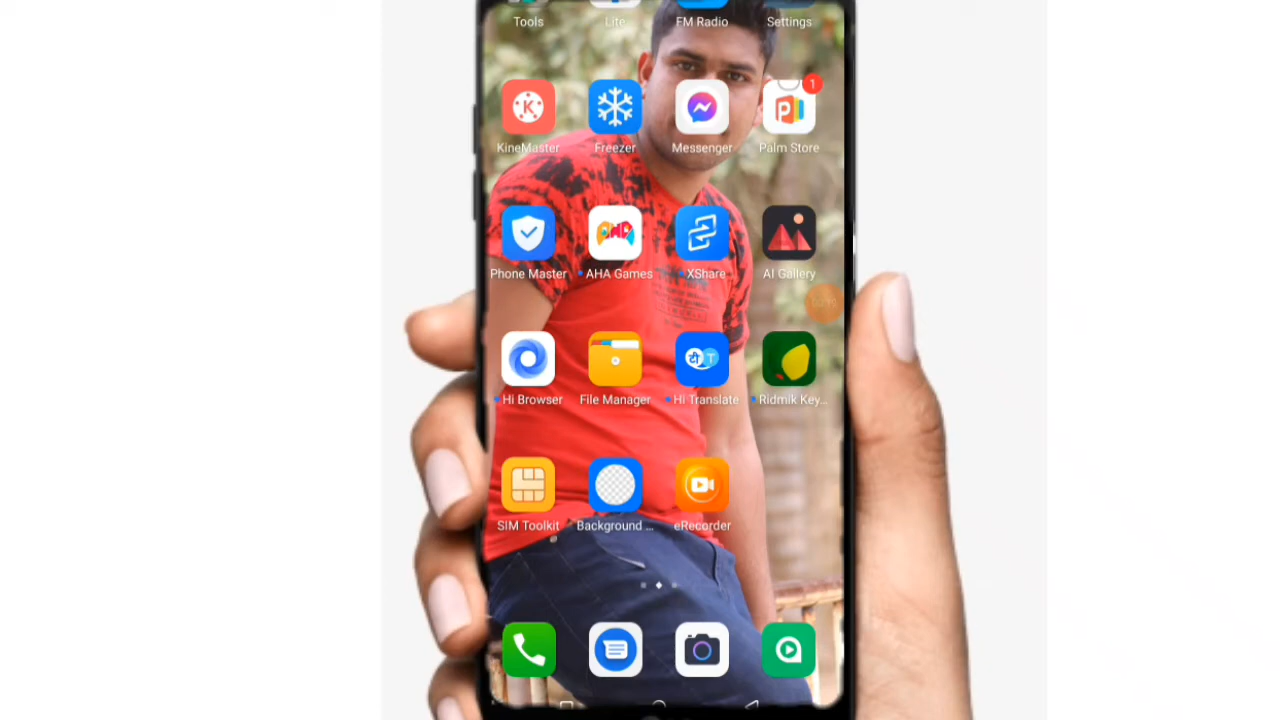 Tools Lite FM Radio Settings
1
KineMaster Freezer Messenger Palm Store
Phone Master AHA Games XShare AI Gallery
Hi Browser File Manager Hi Translate Ridmik Key...
SIM Toolkit Background ... eRecorder